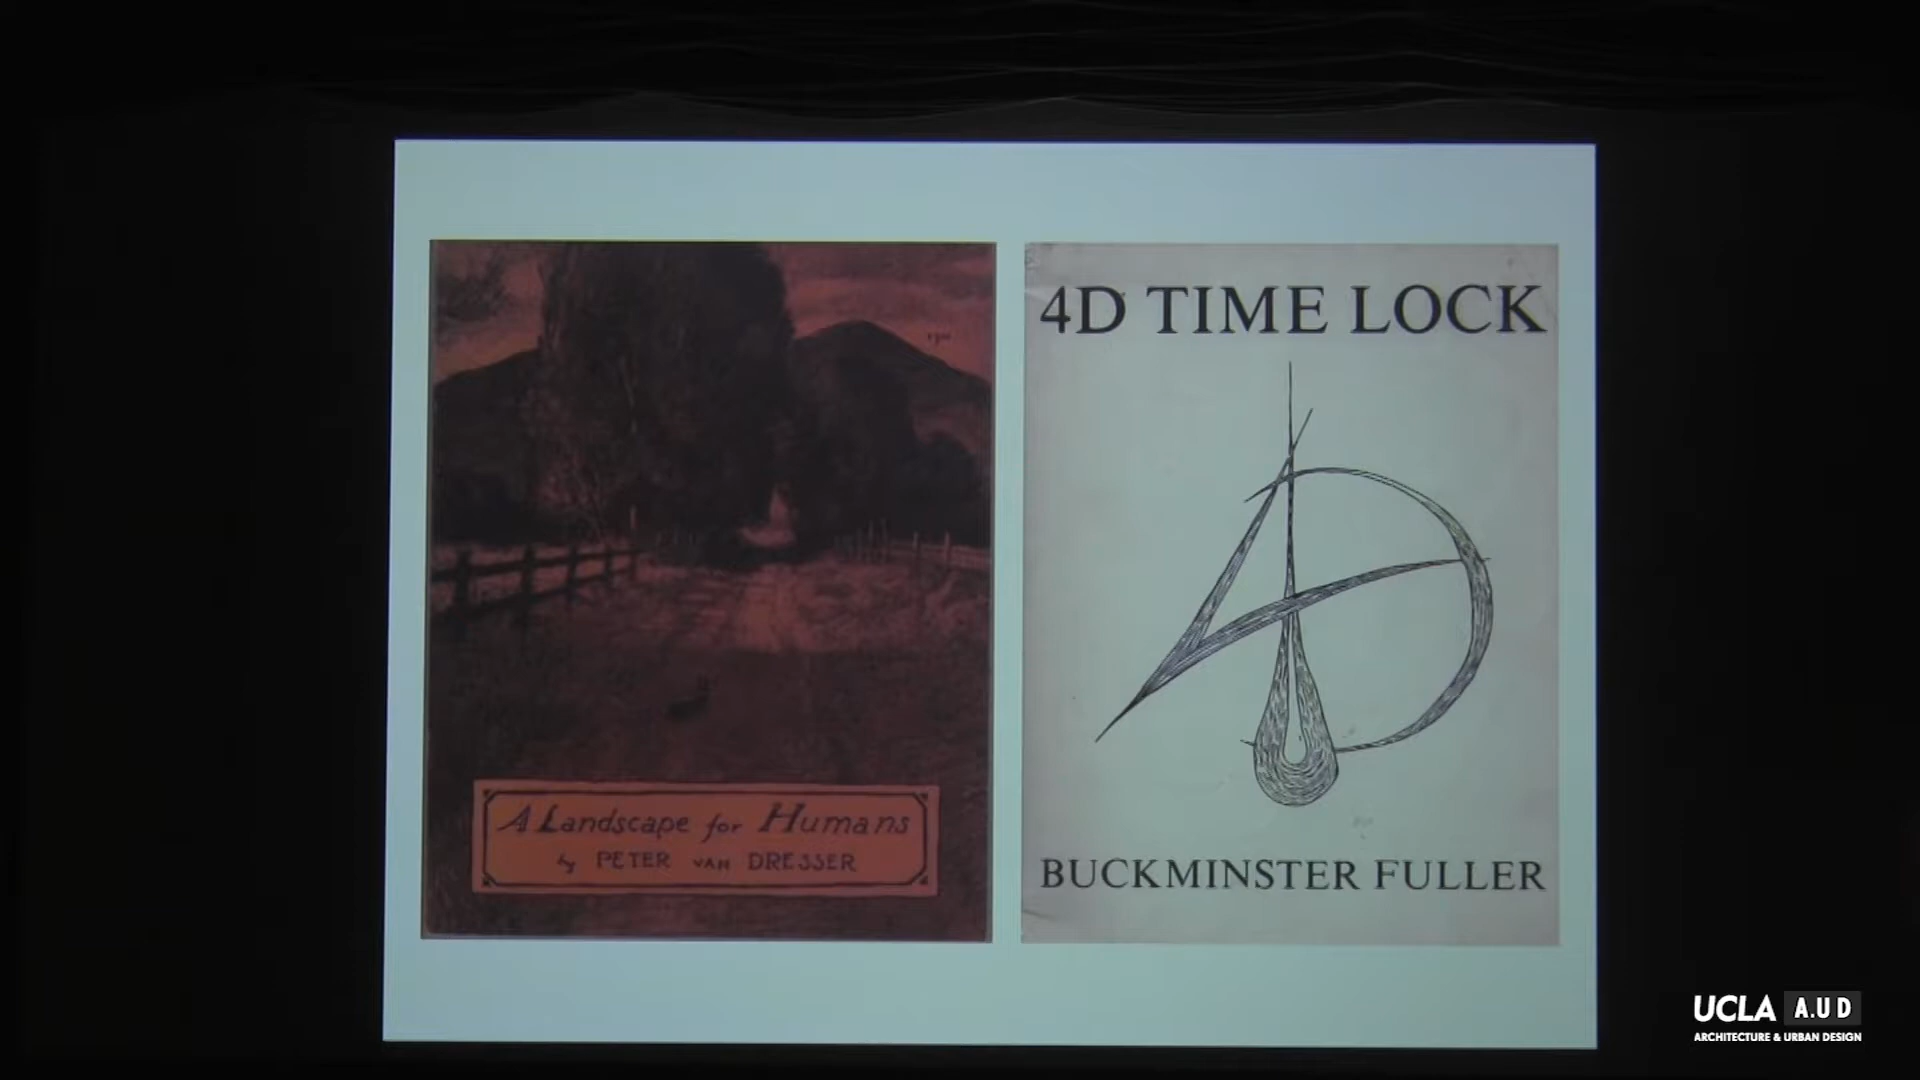 A Landscape for Humans
by PETER VAN DRESSER
4D TIME LOCK
BUCKMINSTER FULLER
UCLA A.U D
ARCHITECTURE & URBAN DESIGN